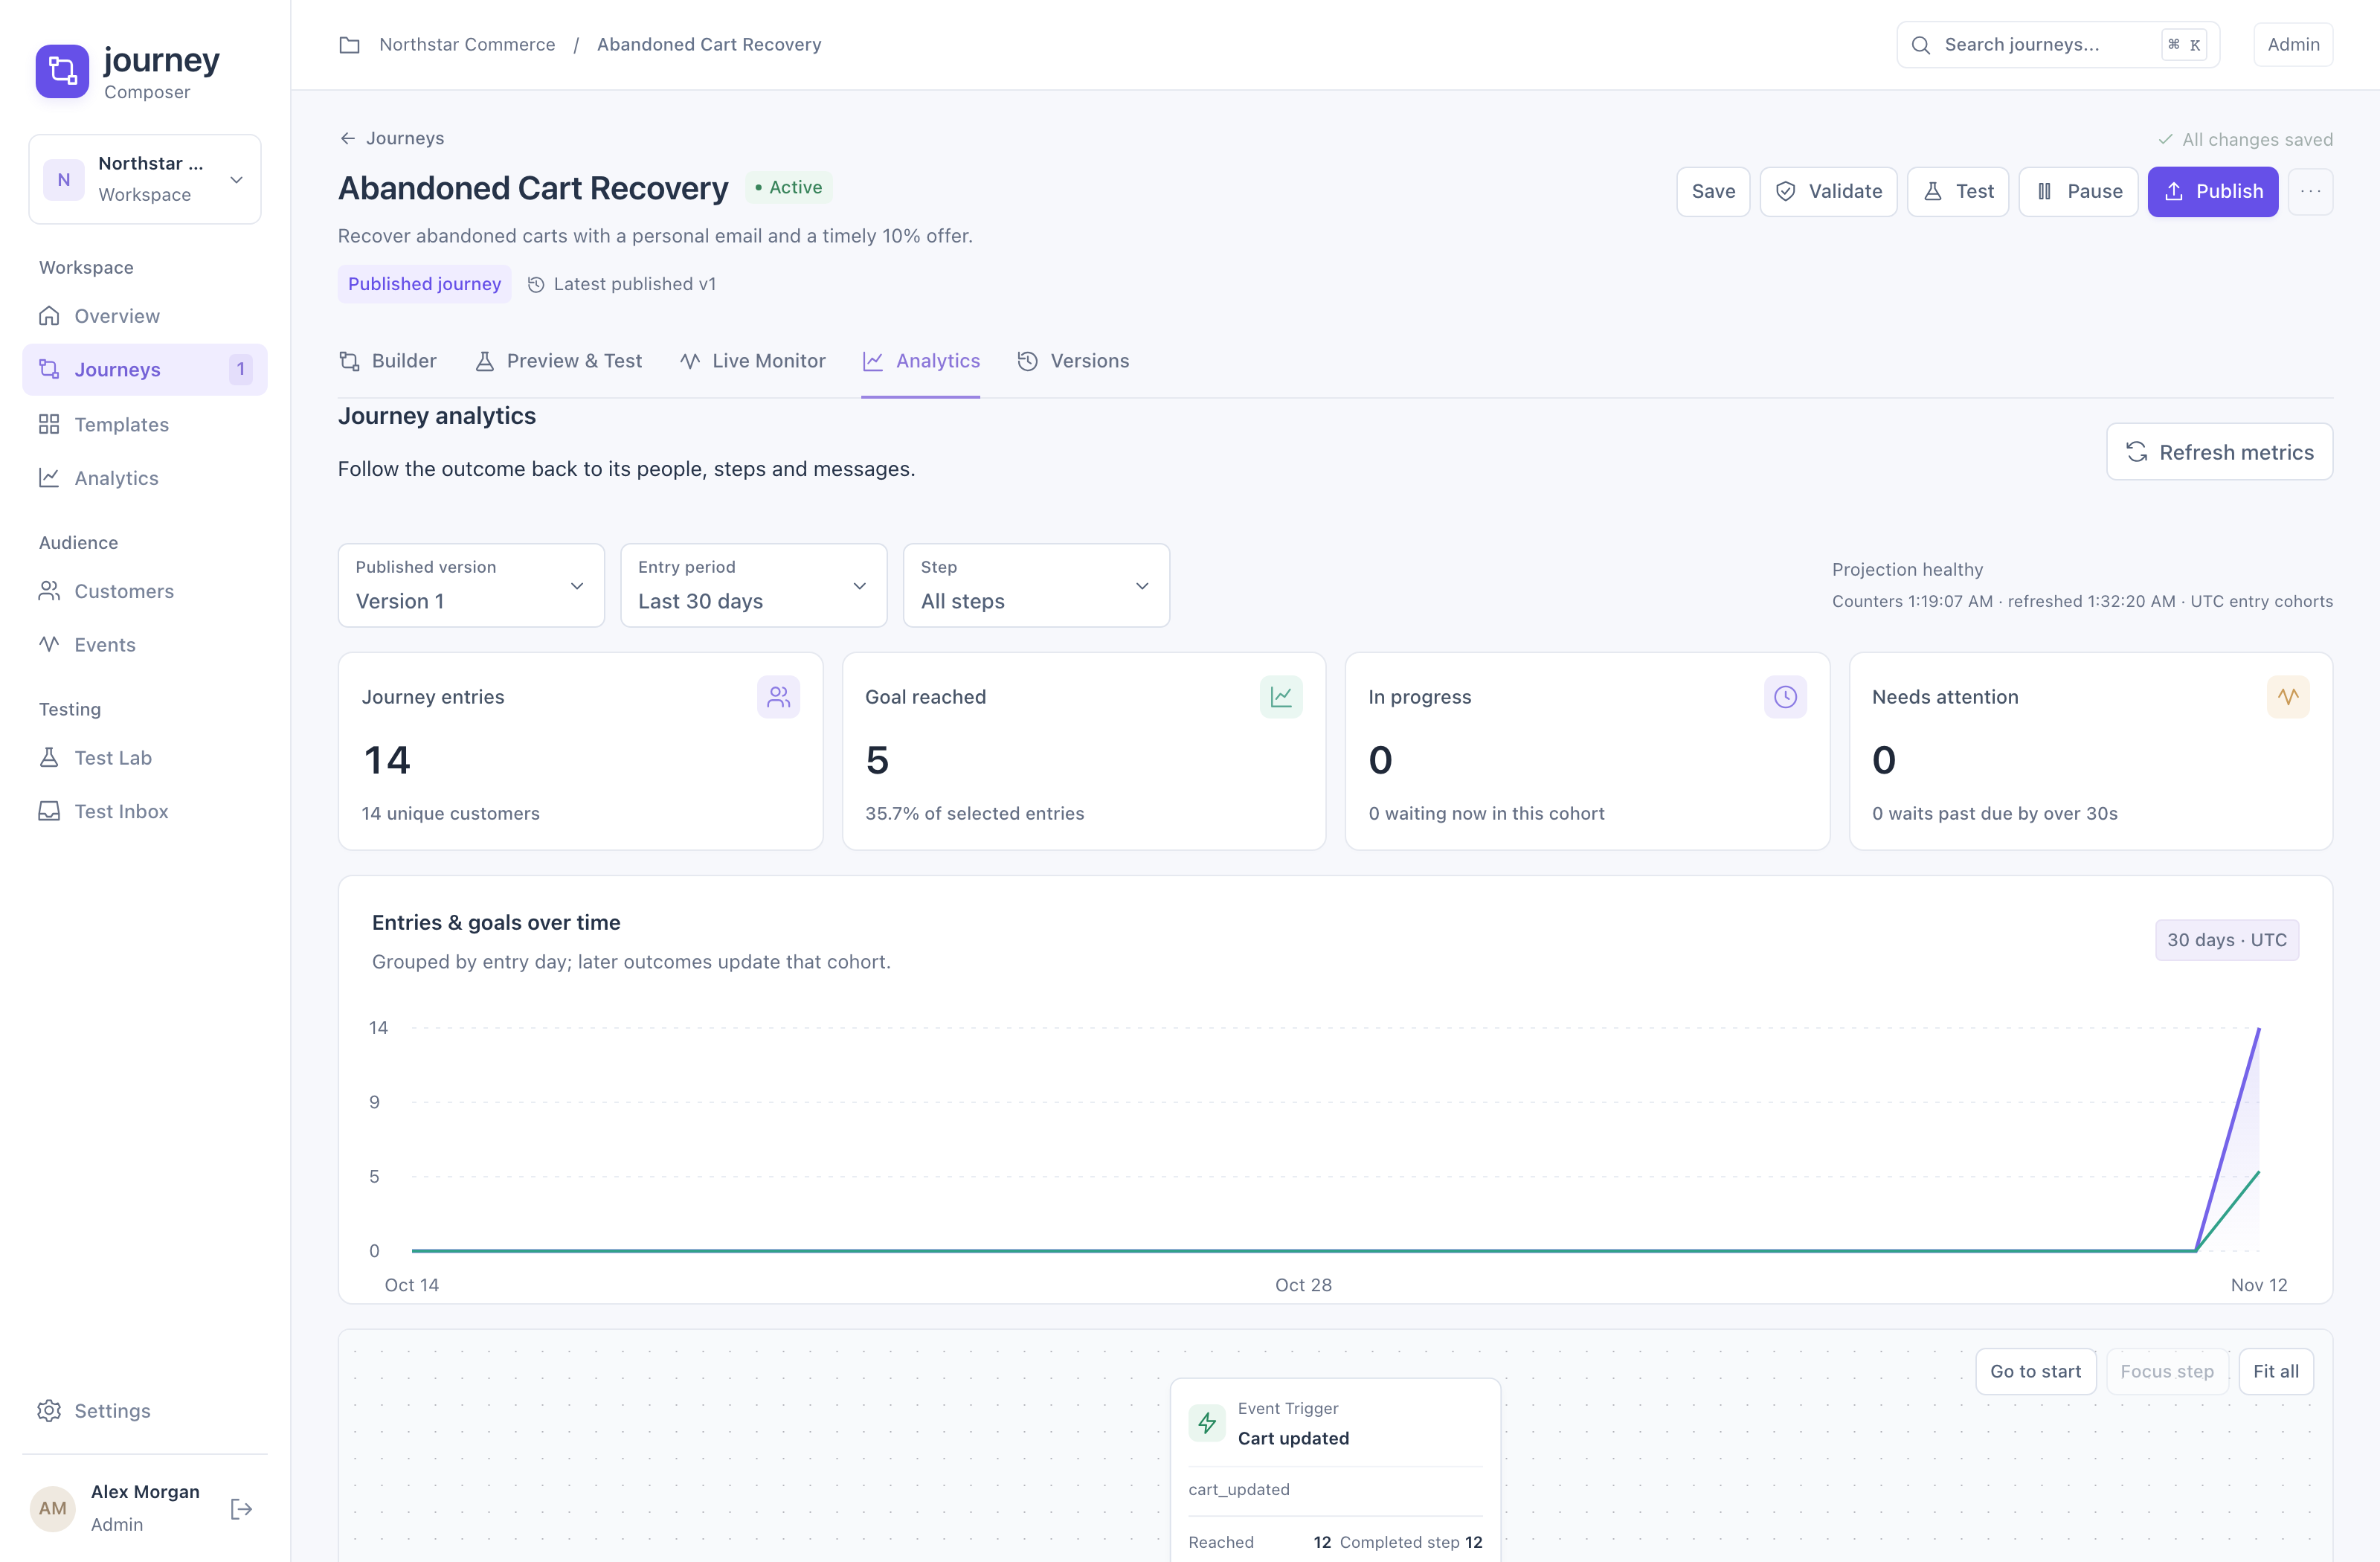 journey
Composer
N
Northstar ...
Workspace
Workspace
Overview
Journeys 1
Templates
Analytics
Audience
Customers
Events
Testing
Test Lab
Test Inbox
Settings
AM
Alex Morgan
Admin
Northstar Commerce / Abandoned Cart Recovery
Search journeys... ⌘ K
Admin
← Journeys
All changes saved
Abandoned Cart Recovery
• Active
Save
Validate
Test
Pause
Publish
...
Recover abandoned carts with a personal email and a timely 10% offer.
Published journey
Latest published v1
Builder
Preview & Test
Live Monitor
Analytics
Versions
Journey analytics
Follow the outcome back to its people, steps and messages.
Refresh metrics
Published version
Version 1
Entry period
Last 30 days
Step
All steps
Projection healthy
Counters 1:19:07 AM · refreshed 1:32:20 AM · UTC entry cohorts
Journey entries
14
14 unique customers
Goal reached
5
35.7% of selected entries
In progress
0
0 waiting now in this cohort
Needs attention
0
0 waits past due by over 30s
Entries & goals over time
Grouped by entry day; later outcomes update that cohort.
30 days · UTC
14
9
5
0
Oct 14
Oct 28
Nov 12
Go to start
Focus step
Fit all
Event Trigger
Cart updated
cart_updated
Reached 12 Completed step 12